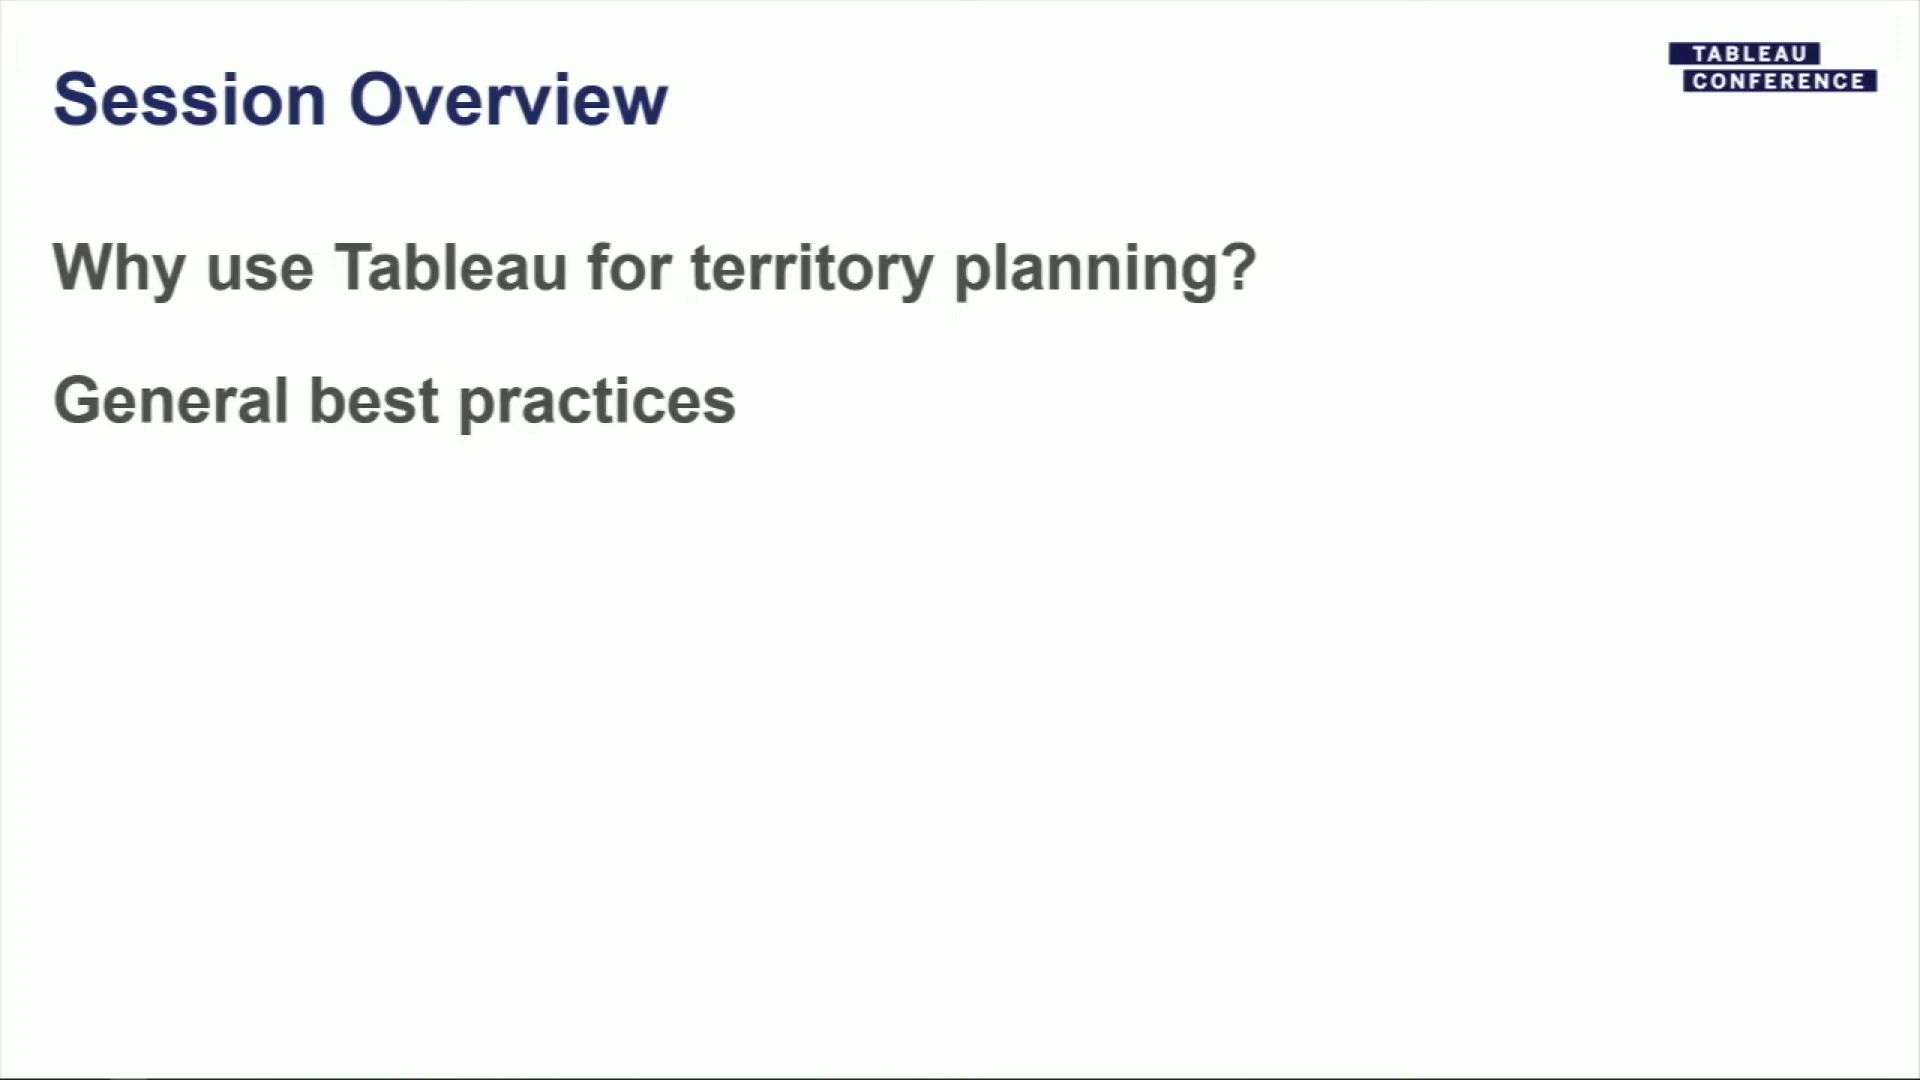 Session Overview
TABLEAU
CONFERENCE
Why use Tableau for territory planning?
General best practices